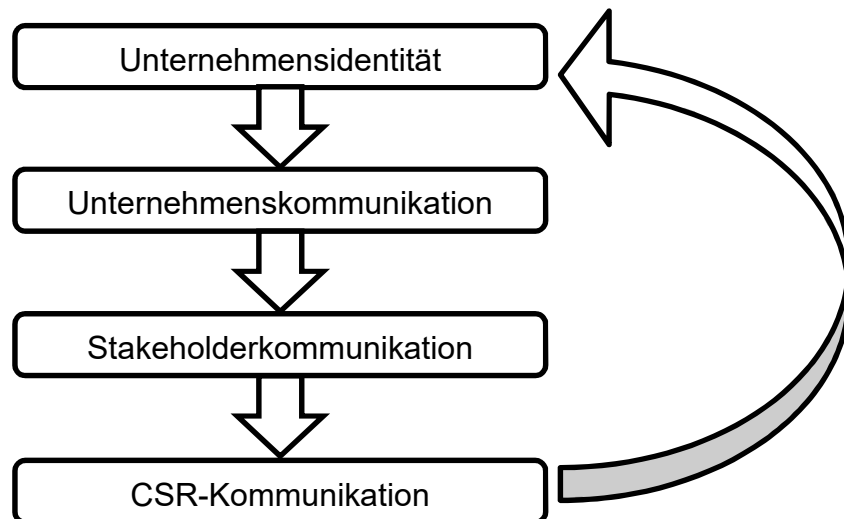 Unternehmensidentität
Unternehmenskommunikation
Stakeholderkommunikation
CSR-Kommunikation